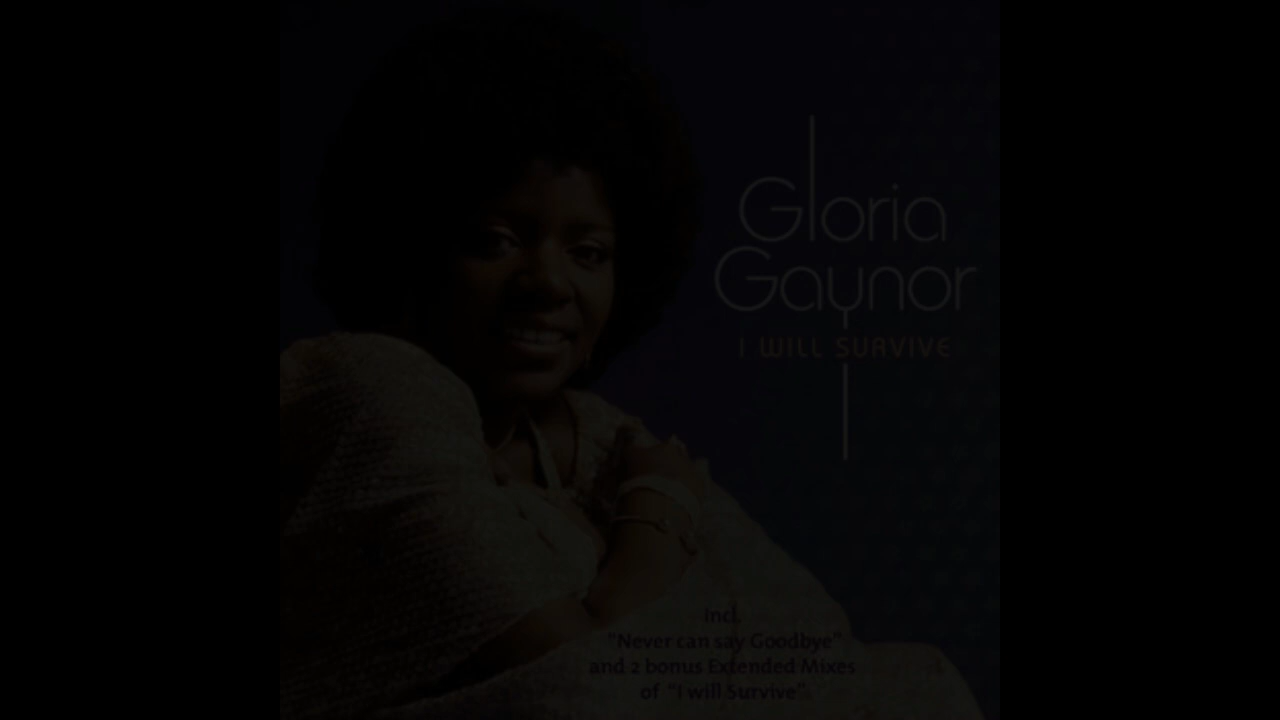 Gloria
Gaynor
I WILL SURVIVE
incl.
"Never can say Goodbye"
and 2 bonus Extended Mixes
of "I will Survive"